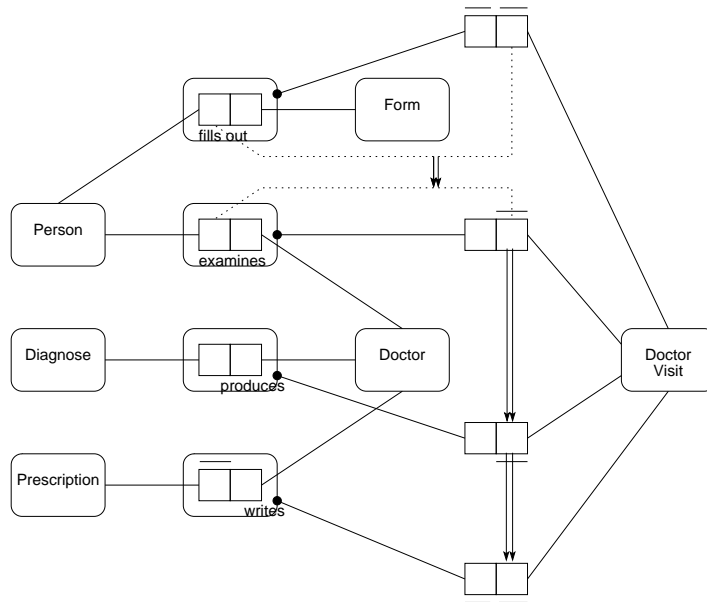 Form
fills out
Person
examines
Diagnose
Doctor
Doctor
Visit
produces
Prescription
writes